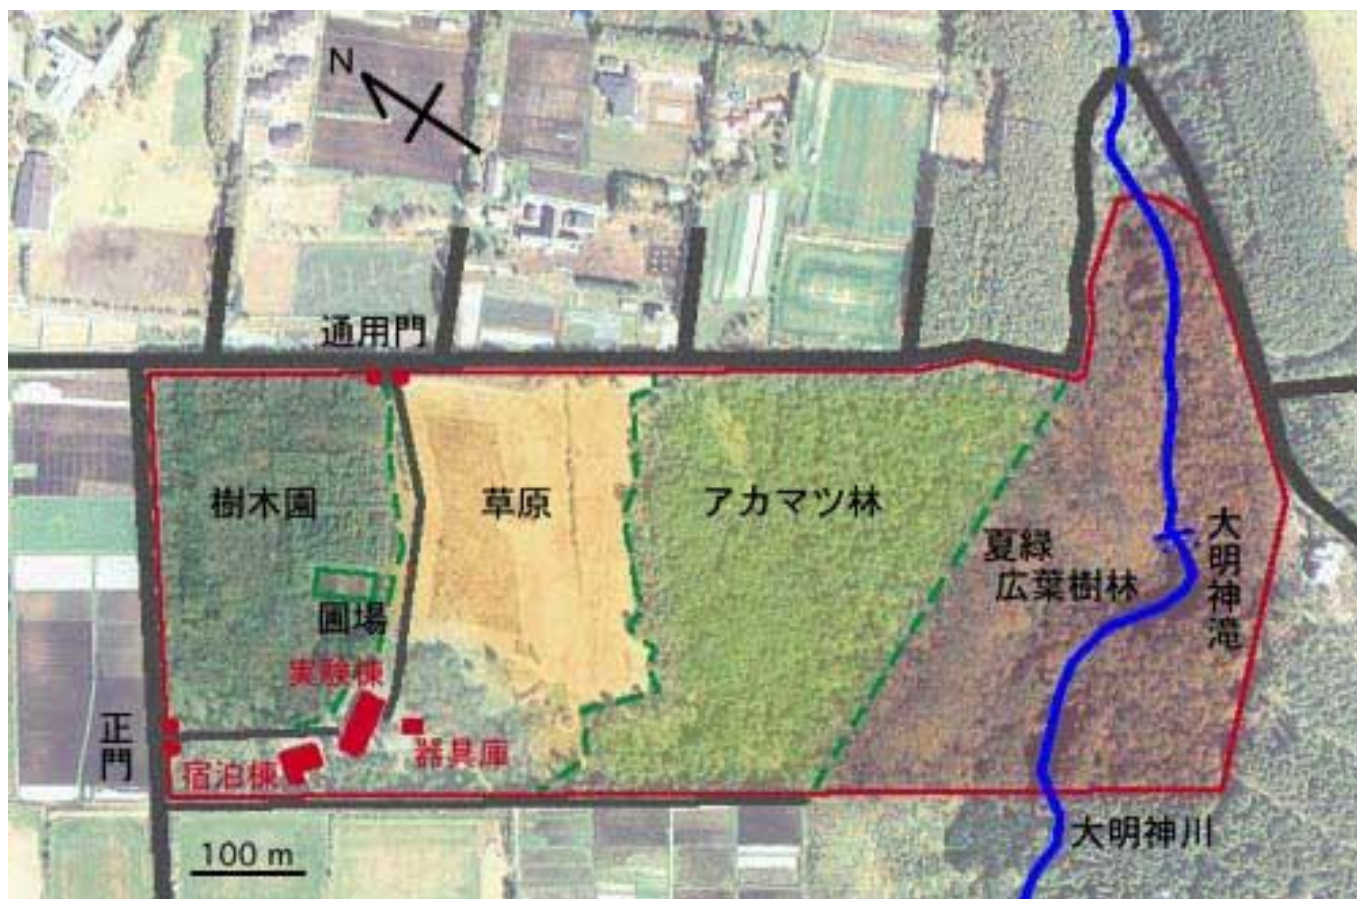 N
通用門
樹木園
草原
アカマツ林
夏緑
広葉樹林
大明神滝
圃場
実験棟
正門
器具庫
宿泊棟
大明神川
100 m